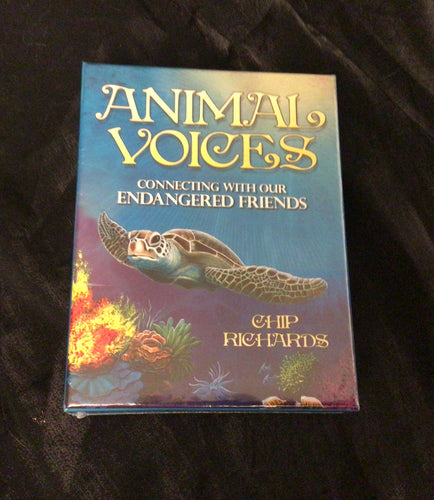 ANIMAL
VOICES
CONNECTING WITH OUR
ENDANGERED FRIENDS
CHIP
RICHARDS